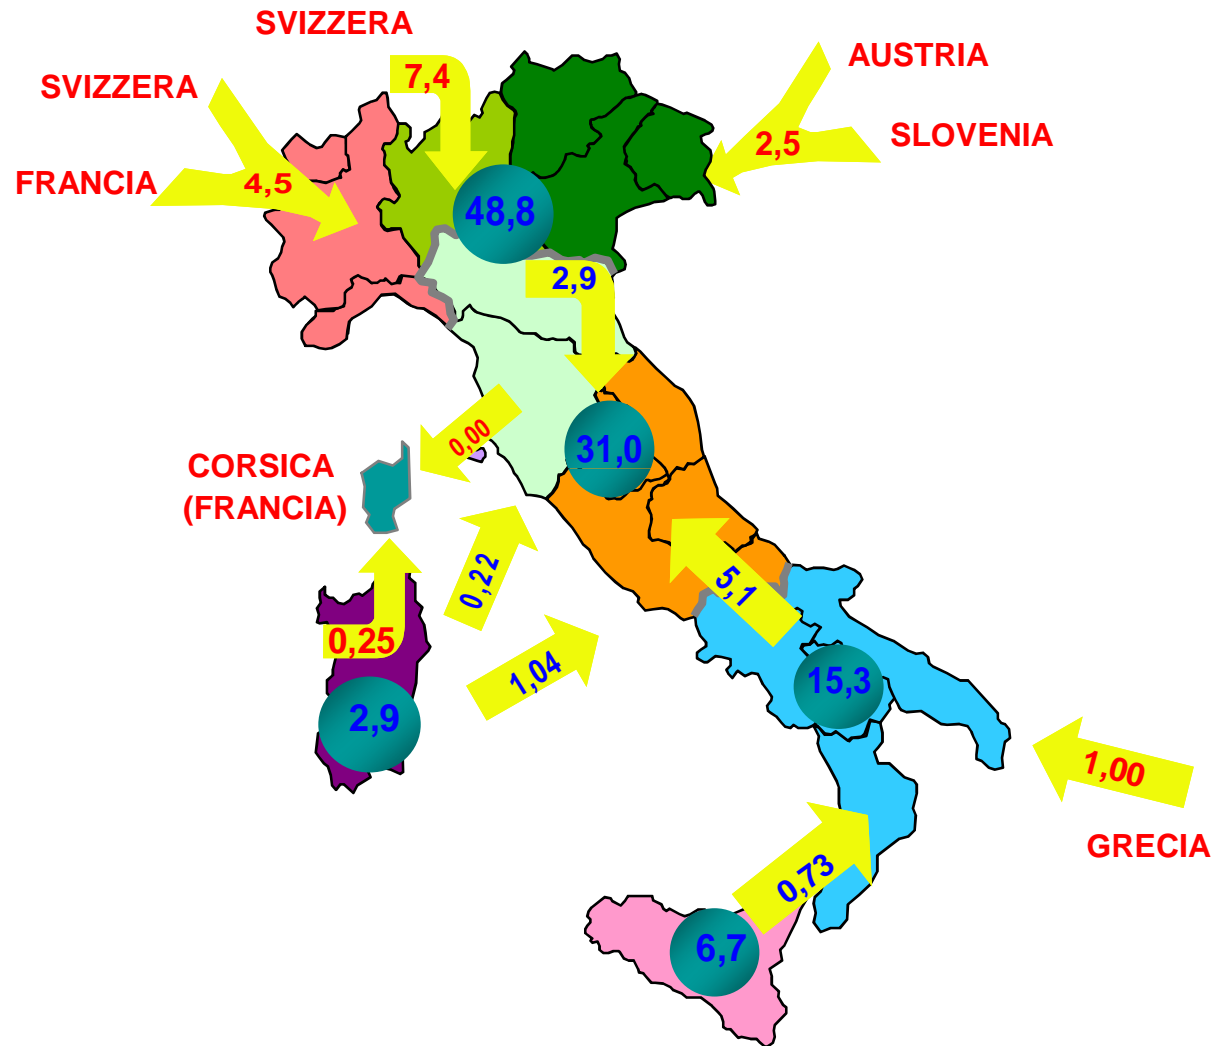 SVIZZERA
7,4
AUSTRIA
SVIZZERA
SLOVENIA
2,5
FRANCIA
4,5
48,8
2,9
0,00
31,0
CORSICA
(FRANCIA)
0,22
5,1
0,25
1,04
15,3
2,9
1,00
GRECIA
0,73
6,7